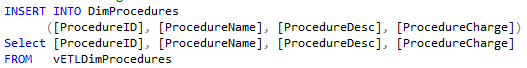 INSERT INTO DimProcedures
([ProcedureID], [ProcedureName], [ProcedureDesc], [ProcedureCharge])
Select [ProcedureID], [ProcedureName], [ProcedureDesc], [ProcedureCharge]
FROM vETLDimProcedures